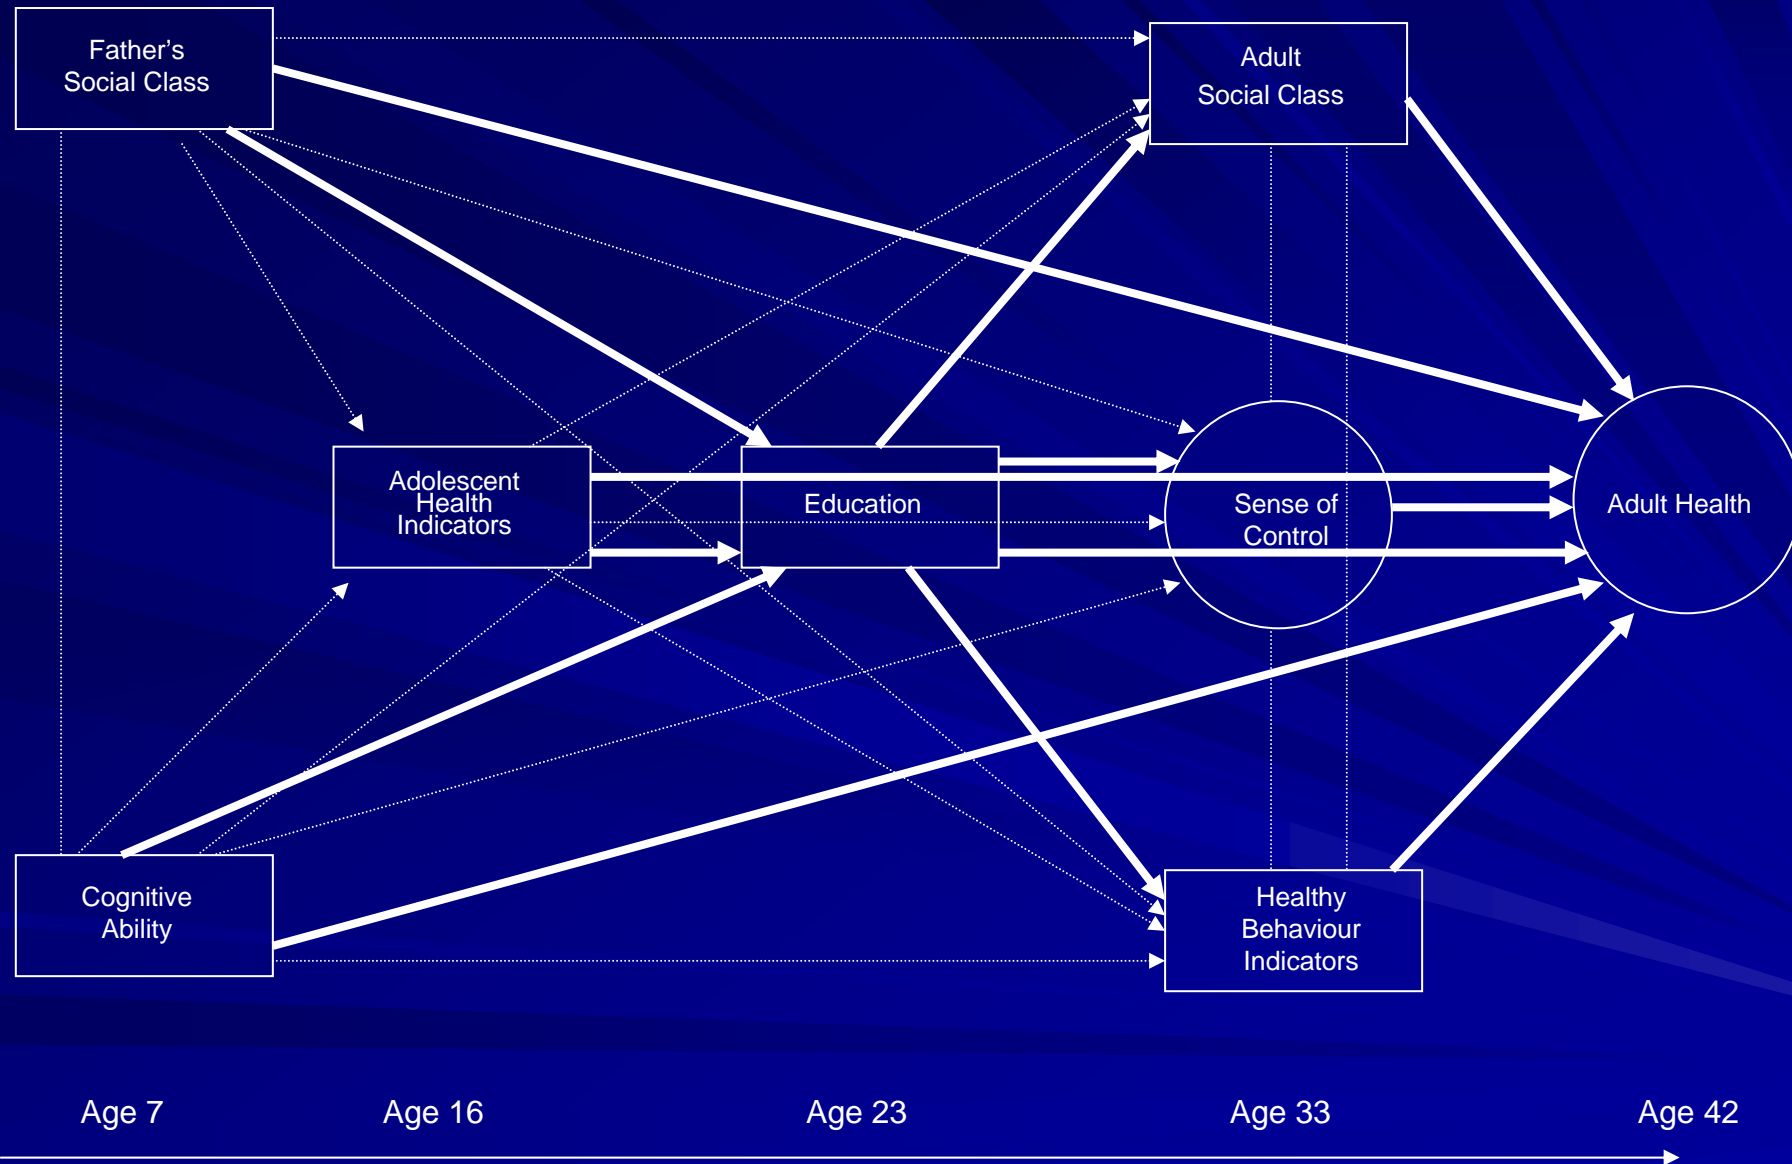 Father’s
Social Class
Adult
Social Class
Adolescent
Health
Indicators
Education
Sense of
Control
Adult Health
Cognitive
Ability
Healthy
Behaviour
Indicators
Age 7
Age 16
Age 23
Age 33
Age 42